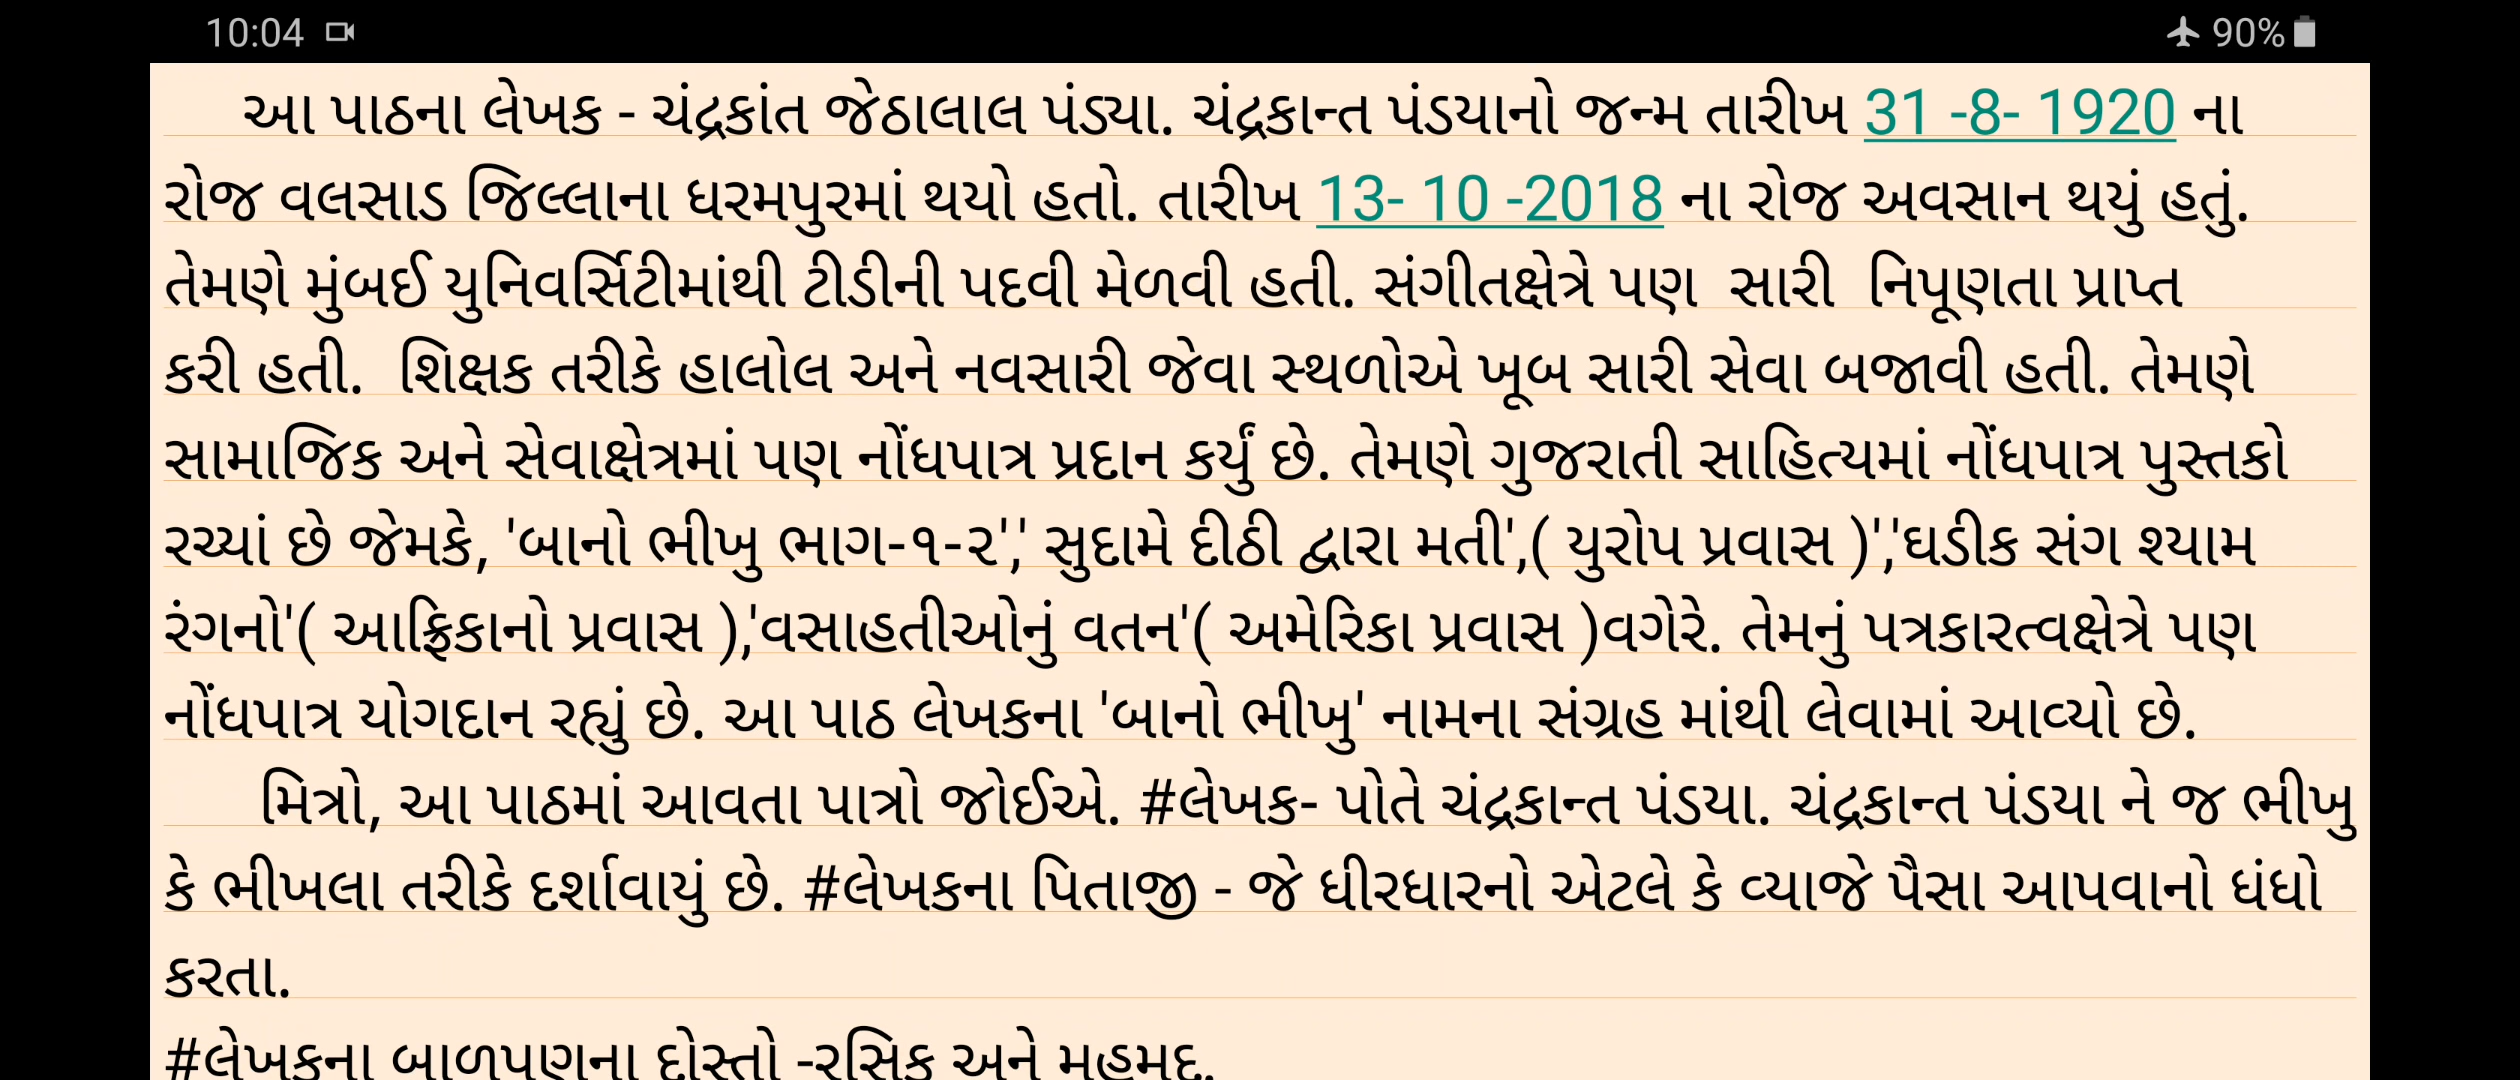 10:04
90%
આ પાઠના લેખક - ચંદ્રકાંત જેઠાલાલ પંડ્યા. ચંદ્રકાન્ત પંડયાનો જન્મ તારીખ 31 -8- 1920 ના
રોજ વલસાડ જિલ્લાના ધરમપુરમાં થયો હતો. તારીખ 13- 10 -2018 ના રોજ અવસાન થયું હતું.
તેમણે મુંબઈ યુનિવર્સિટીમાંથી ટીડીની પદવી મેળવી હતી. સંગીતક્ષેત્રે પણ સારી નિપૂણતા પ્રાપ્ત
કરી હતી. શિક્ષક તરીકે હાલોલ અને નવસારી જેવા સ્થળોએ ખૂબ સારી સેવા બજાવી હતી. તેમણે
સામાજિક અને સેવાક્ષેત્રમાં પણ નોંધપાત્ર પ્રદાન કર્યું છે. તેમણે ગુજરાતી સાહિત્યમાં નોંધપાત્ર પુસ્તકો
રચ્યાં છે જેમકે, 'બાનો ભીખુ ભાગ-૧-૨',' સુદામે દીઠી દ્વારા મતી',( યુરોપ પ્રવાસ )','ઘડીક સંગ શ્યામ
રંગનો'( આફ્રિકાનો પ્રવાસ ),'વસાહતીઓનું વતન'( અમેરિકા પ્રવાસ )વગેરે. તેમનું પત્રકારત્વક્ષેત્રે પણ
નોંધપાત્ર યોગદાન રહ્યું છે. આ પાઠ લેખકના 'બાનો ભીખુ' નામના સંગ્રહ માંથી લેવામાં આવ્યો છે.
મિત્રો, આ પાઠમાં આવતા પાત્રો જોઈએ. #લેખક- પોતે ચંદ્રકાન્ત પંડયા. ચંદ્રકાન્ત પંડયા ને જ ભીખુ
કે ભીખલા તરીકે દર્શાવાયું છે. #લેખકના પિતાજી - જે ધીરધારનો એટલે કે વ્યાજે પૈસા આપવાનો ધંધો
કરતા.
#લેખકના બાળપણના દોસ્તો -રસિક અને મહમદ.